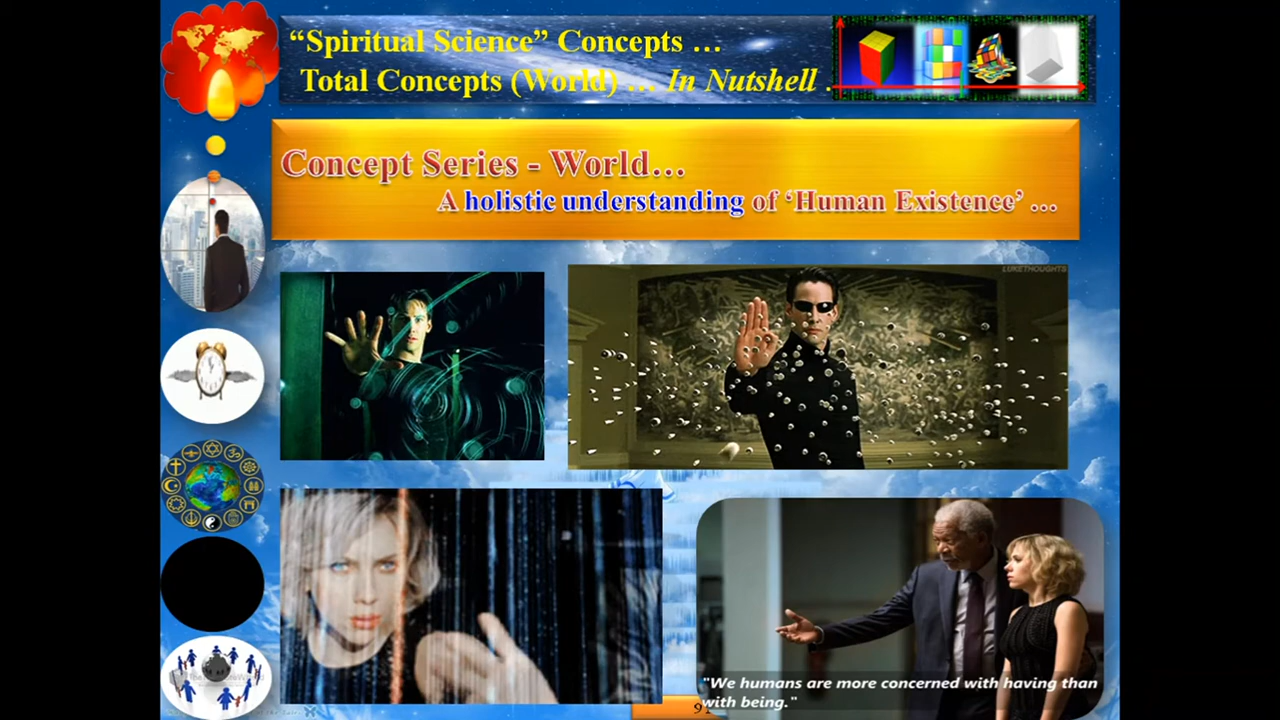 “Spiritual Science” Concepts ...
Total Concepts (World) ... In Nutshell .
Concept Series - World...
A holistic understanding of ‘Human Existence’ ...
LUKETHOUGHTS
"We humans are more concerned with having than
with being."